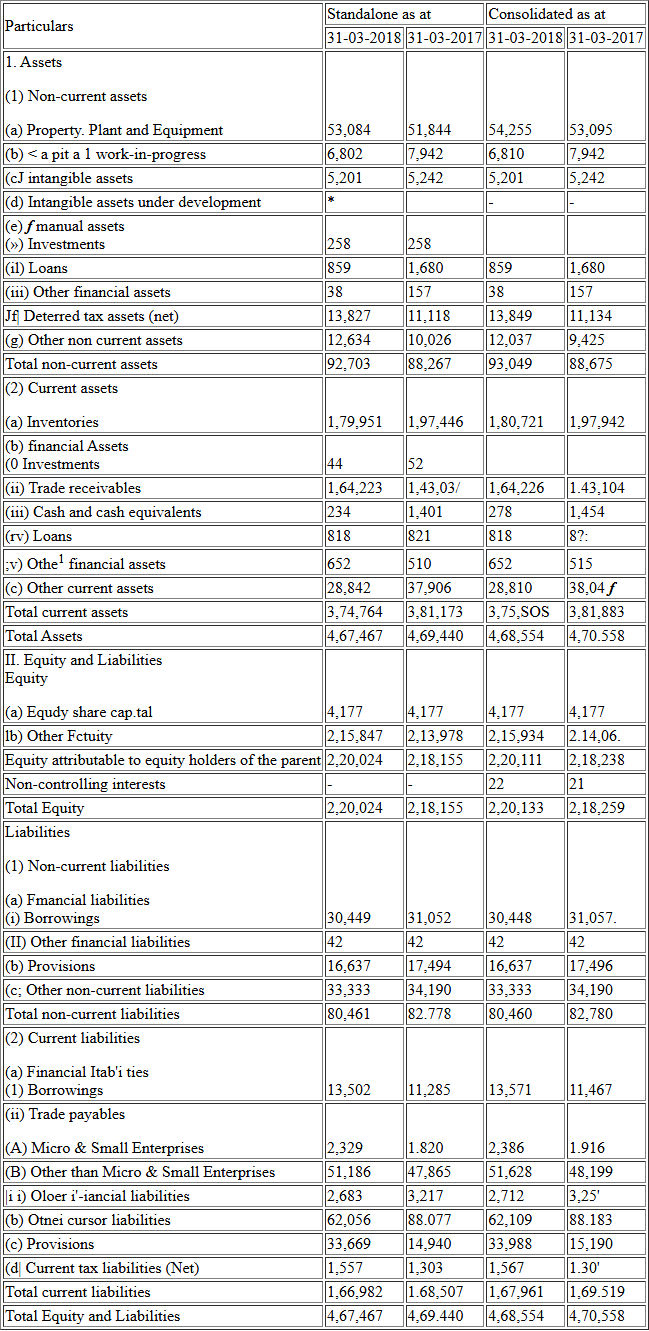 Particulars Standalone as at Consolidated as at
31-03-2018 31-03-2017 31-03-2018 31-03-2017
1. Assets
(1) Non-current assets
(a) Property. Plant and Equipment 53,084 51,844 54,255 53,095
(b) < a pit a 1 work-in-progress 6,802 7,942 6,810 7,942
(cJ intangible assets 5,201 5,242 5,201 5,242
(d) Intangible assets under development * - -
(e) f manual assets
(») Investments 258 258
(il) Loans 859 1,680 859 1,680
(iii) Other financial assets 38 157 38 157
Jf| Deterred tax assets (net) 13,827 11,118 13,849 11,134
(g) Other non current assets 12,634 10,026 12,037 9,425
Total non-current assets 92,703 88,267 93,049 88,675
(2) Current assets
(a) Inventories 1,79,951 1,97,446 1,80,721 1,97,942
(b) financial Assets
(0 Investments 44 52
(ii) Trade receivables 1,64,223 1,43,03/ 1,64,226 1.43,104
(iii) Cash and cash equivalents 234 1,401 278 1,454
(rv) Loans 818 821 818 8?:
;v) Othe1 financial assets 652 510 652 515
(c) Other current assets 28,842 37,906 28,810 38,04 f
Total current assets 3,74,764 3,81,173 3,75,SOS 3,81,883
Total Assets 4,67,467 4,69,440 4,68,554 4,70.558
II. Equity and Liabilities
Equity
(a) Equdy share cap.tal 4,177 4,177 4,177 4,177
lb) Other Fctuity 2,15,847 2,13,978 2,15,934 2.14,06.
Equity attributable to equity holders of the parent 2,20,024 2,18,155 2,20,111 2,18,238
Non-controlling interests - - 22 21
Total Equity 2,20,024 2,18,155 2,20,133 2,18,259
Liabilities
(1) Non-current liabilities
(a) Fmancial liabilities
(i) Borrowings 30,449 31,052 30,448 31,057.
(II) Other financial liabilities 42 42 42 42
(b) Provisions 16,637 17,494 16,637 17,496
(c; Other non-current liabilities 33,333 34,190 33,333 34,190
Total non-current liabilities 80,461 82.778 80,460 82,780
(2) Current liabilities
(a) Financial Itab'i ties
(1) Borrowings 13,502 11,285 13,571 11,467
(ii) Trade payables
(A) Micro & Small Enterprises 2,329 1.820 2,386 1.916
(B) Other than Micro & Small Enterprises 51,186 47,865 51,628 48,199
|i i) Oloer i'-iancial liabilities 2,683 3,217 2,712 3,25'
(b) Otnei cursor liabilities 62,056 88.077 62,109 88.183
(c) Provisions 33,669 14,940 33,988 15,190
(d| Current tax liabilities (Net) 1,557 1,303 1,567 1.30'
Total current liabilities 1,66,982 1.68,507 1,67,961 1,69.519
Total Equity and Liabilities 4,67,467 4,69.440 4,68,554 4,70,558